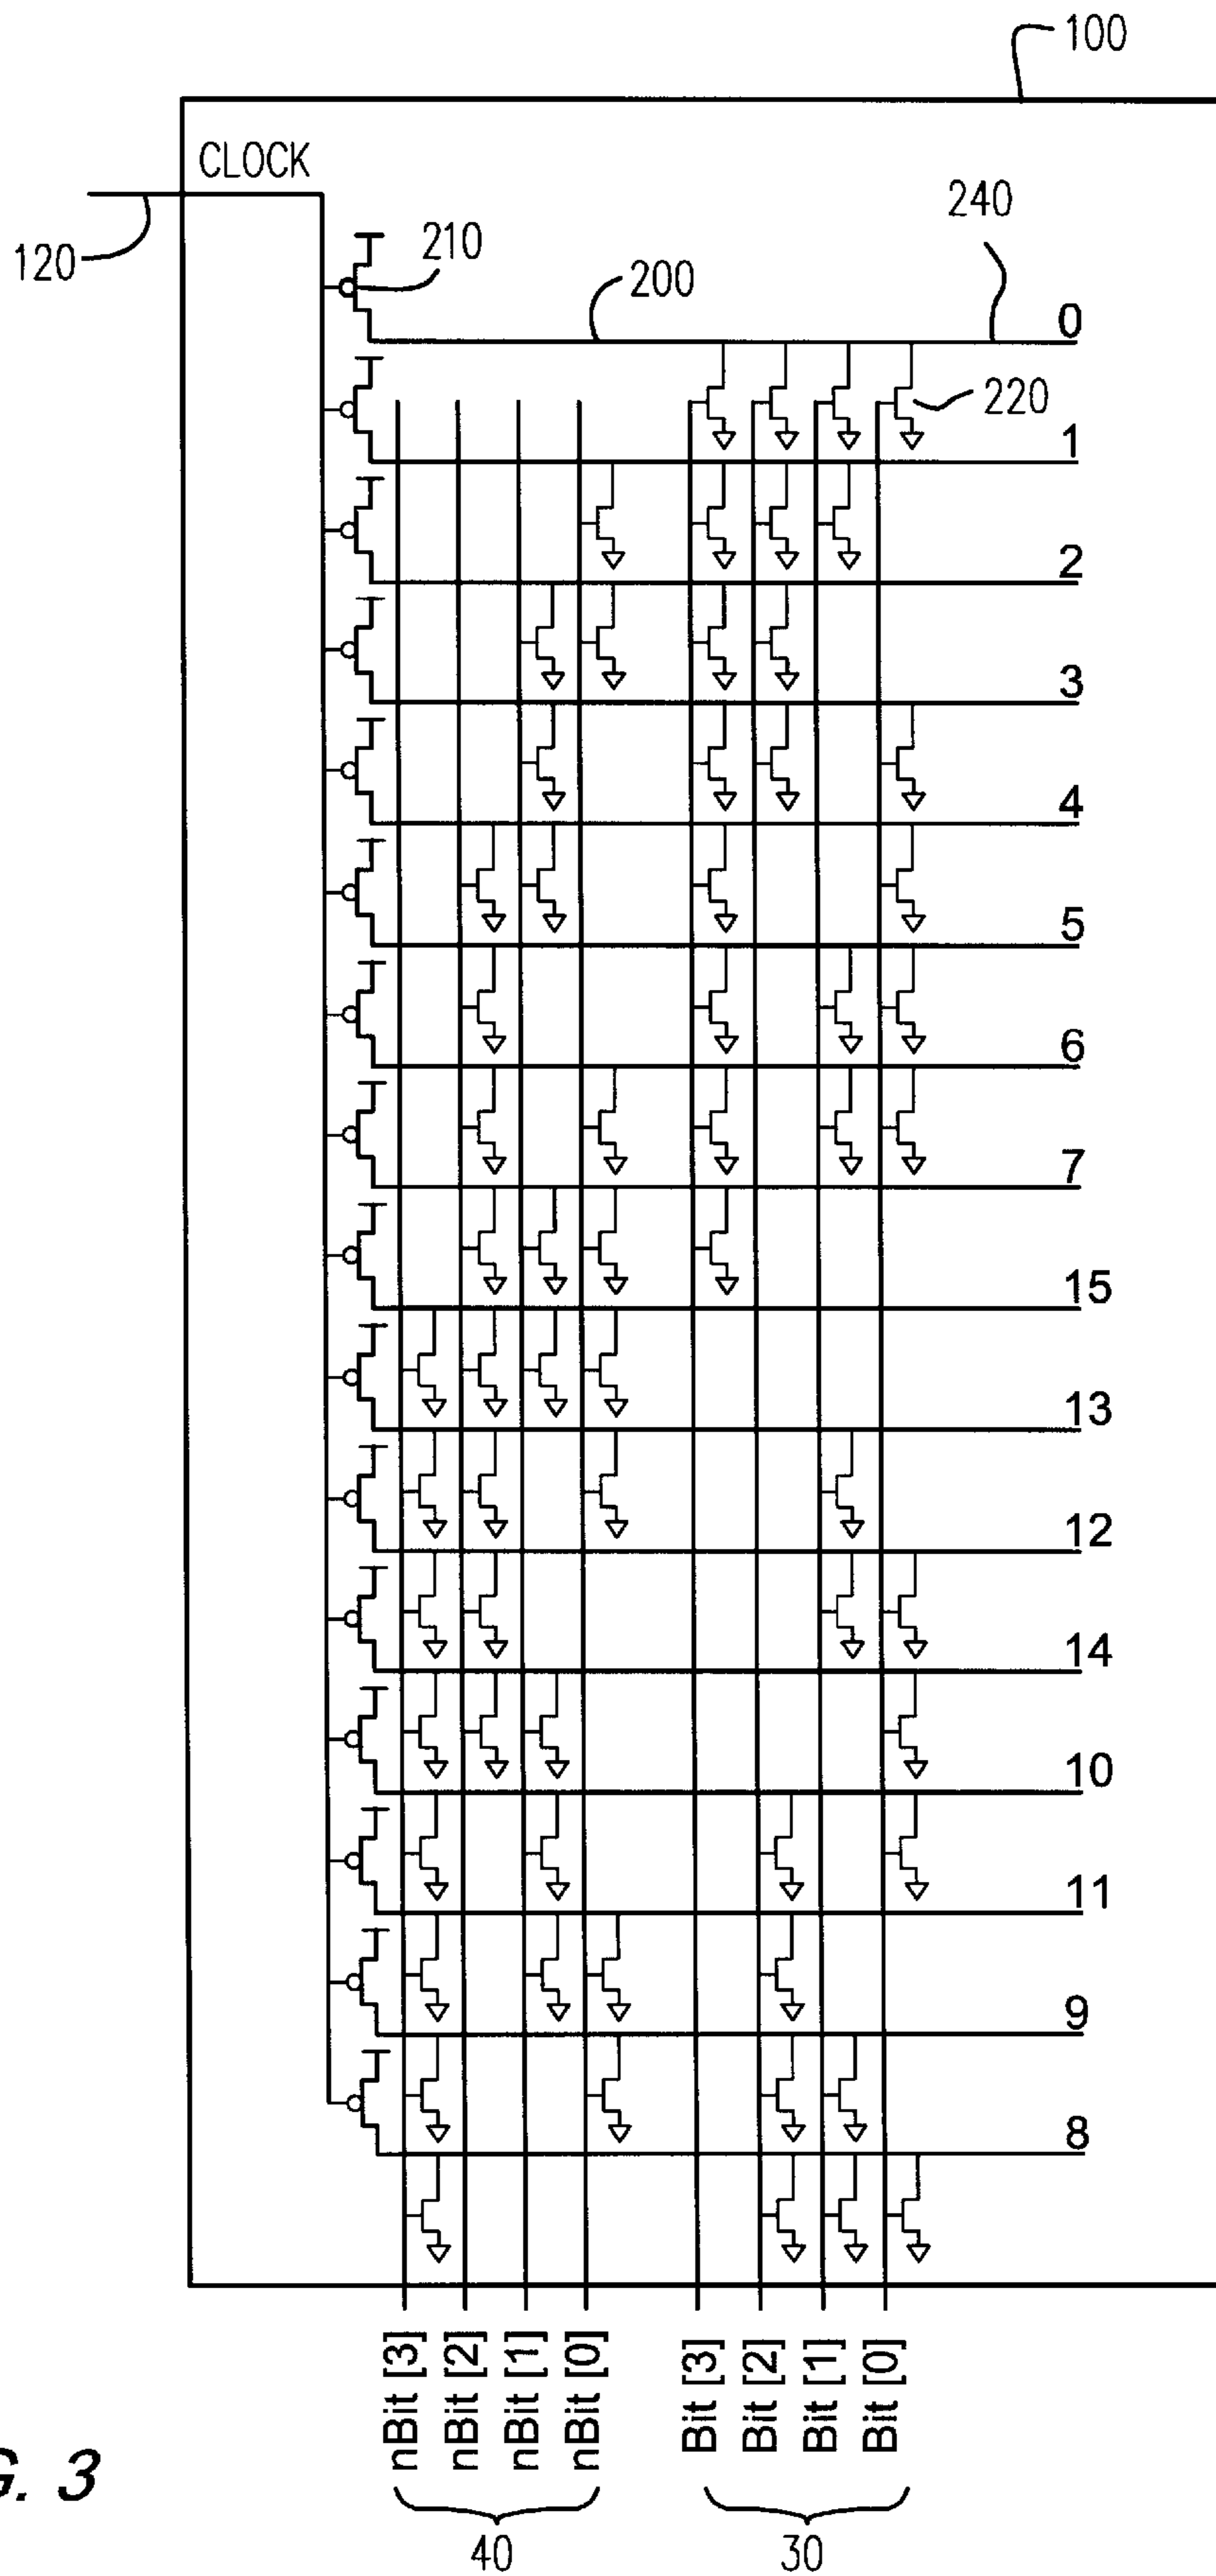 100
CLOCK
120
210
200
240
0
220
1
2
3
4
5
6
7
15
13
12
14
10
11
9
8
nBit [3]
nBit [2]
nBit [1]
nBit [0]
Bit [3]
Bit [2]
Bit [1]
Bit [0]
40
30
G. 3